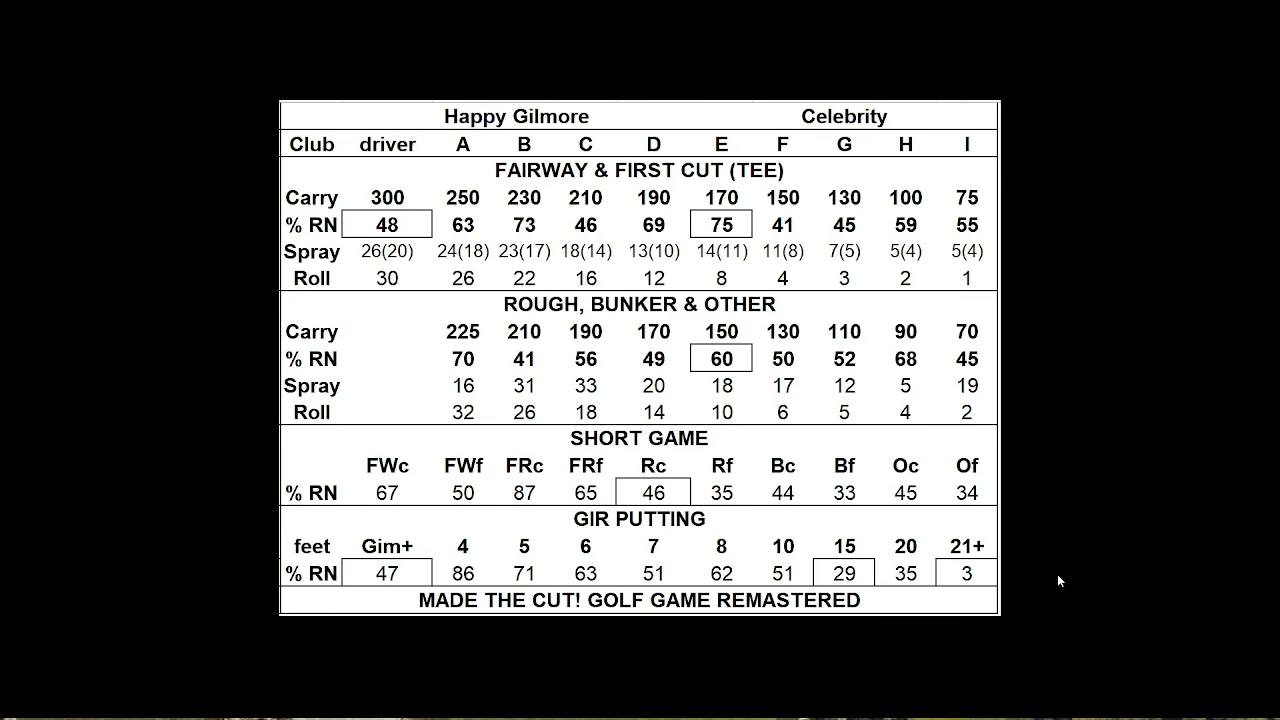 Happy Gilmore Celebrity
Club driver A B C D E F G H I
FAIRWAY & FIRST CUT (TEE)
Carry 300 250 230 210 190 170 150 130 100 75
% RN 48 63 73 46 69 75 41 45 59 55
Spray 26(20) 24(18) 23(17) 18(14) 13(10) 14(11) 11(8) 7(5) 5(4) 5(4)
Roll 30 26 22 16 12 8 4 3 2 1
ROUGH, BUNKER & OTHER
Carry 225 210 190 170 150 130 110 90 70
% RN 70 41 56 49 60 50 52 68 45
Spray 16 31 33 20 18 17 12 5 19
Roll 32 26 18 14 10 6 5 4 2
SHORT GAME
FWc FWf FRc FRf Rc Rf Bc Bf Oc Of
% RN 67 50 87 65 46 35 44 33 45 34
GIR PUTTING
feet Gim+ 4 5 6 7 8 10 15 20 21+
% RN 47 86 71 63 51 62 51 29 35 3
MADE THE CUT! GOLF GAME REMASTERED